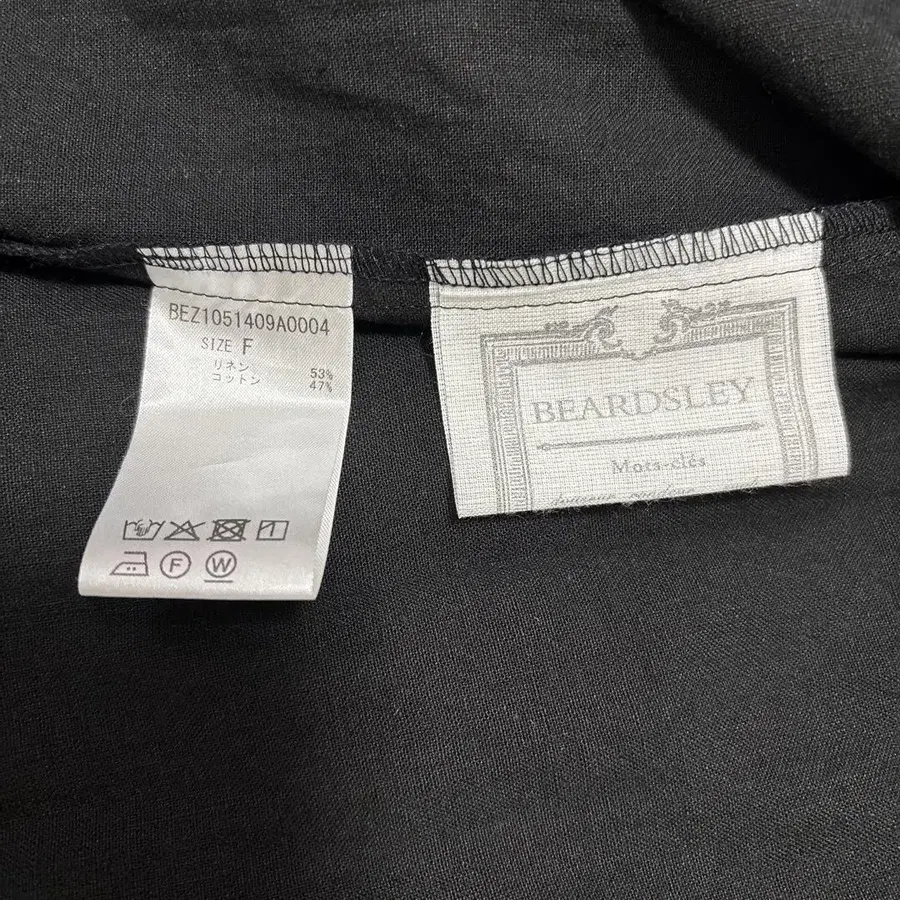 BEZ1051409A0004
SIZE F
リネン 53%
コットン 47%
F W
BEARDSLEY
Mots-clés